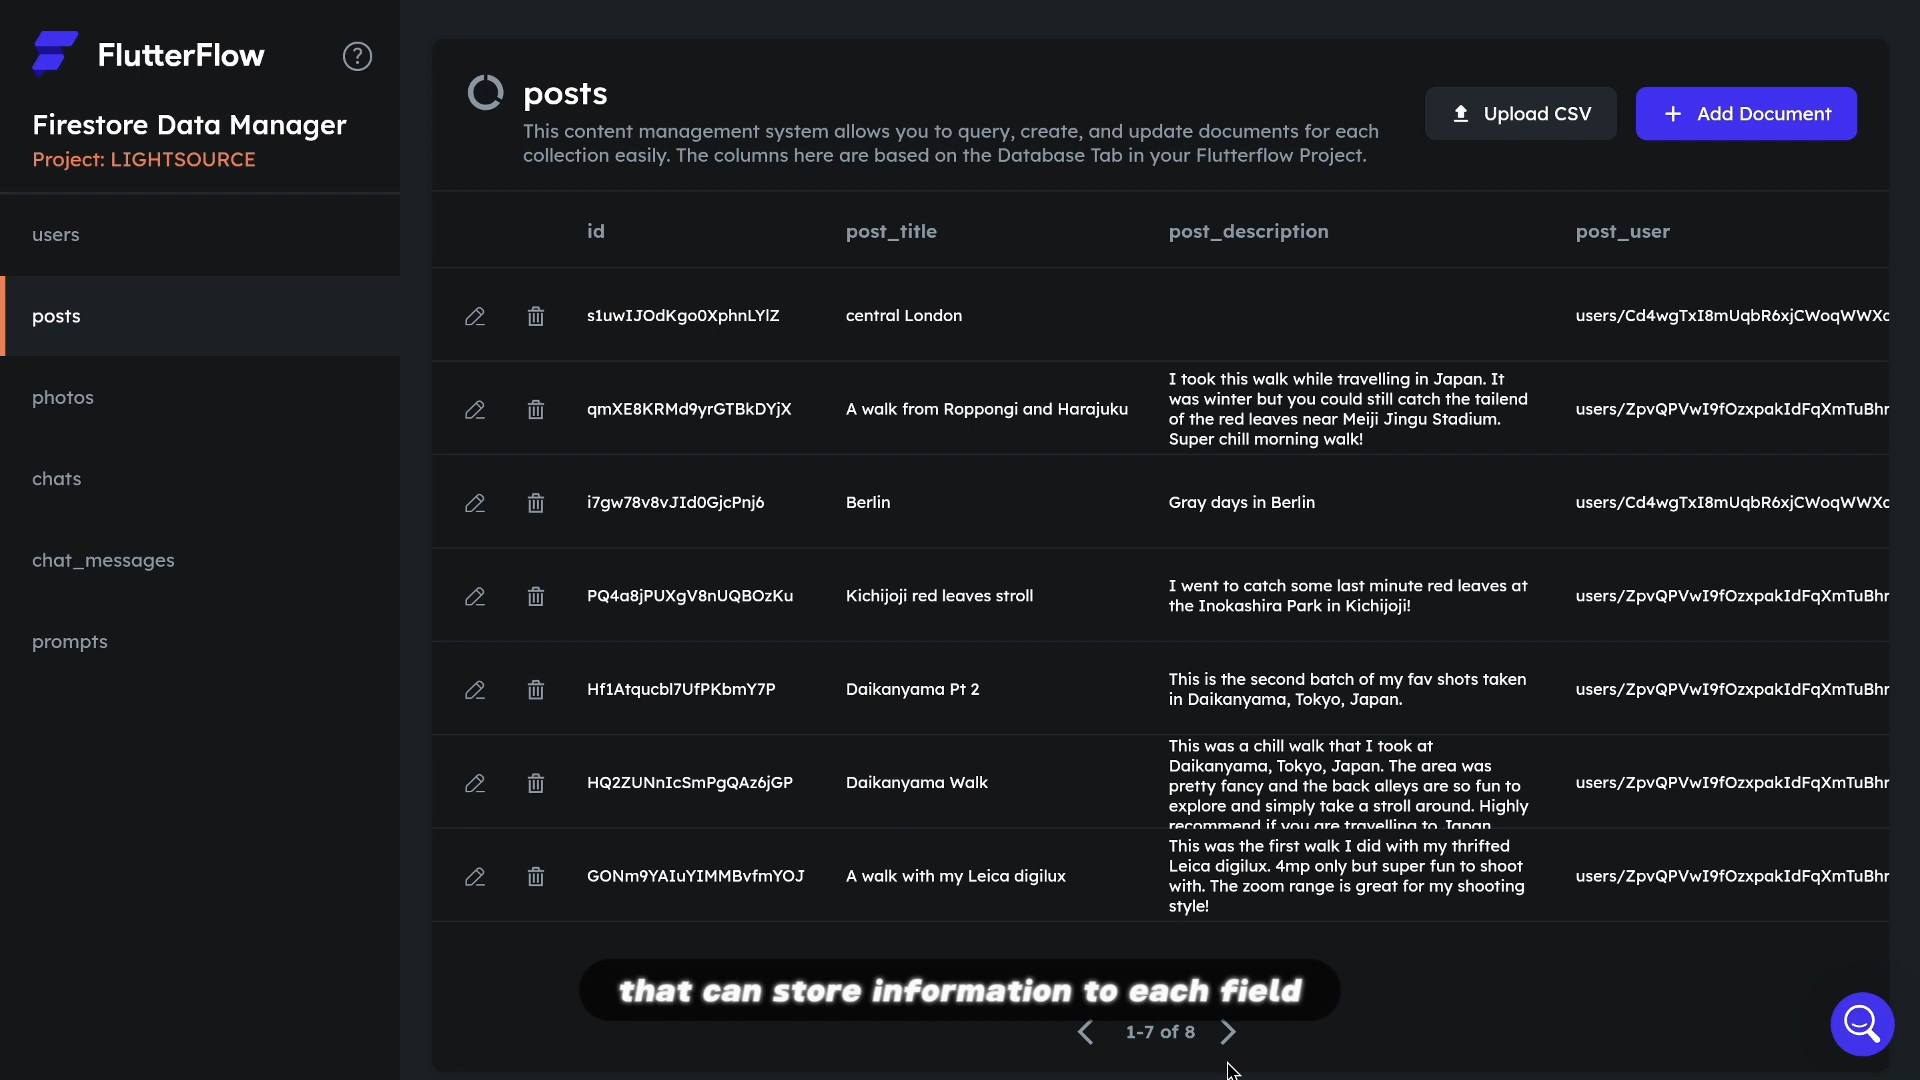 FlutterFlow
?
Firestore Data Manager
Project: LIGHTSOURCE
users
posts
photos
chats
chat_messages
prompts
posts
This content management system allows you to query, create, and update documents for each
collection easily. The columns here are based on the Database Tab in your Flutterflow Project.
Upload CSV
+ Add Document
id
post_title
post_description
post_user
s1uwIJOdKgo0XphnLYlZ
central London
users/Cd4wgTxI8mUqbR6xjCWoqWWXc
qmXE8KRMd9yrGTBkDYjX
A walk from Roppongi and Harajuku
I took this walk while travelling in Japan. It
was winter but you could still catch the tailend
of the red leaves near Meiji Jingu Stadium.
Super chill morning walk!
users/ZpvQPVwI9fOzxpakIdFqXmTuBhr
i7gw78v8vJId0GjcPnj6
Berlin
Gray days in Berlin
users/Cd4wgTxI8mUqbR6xjCWoqWWXc
PQ4a8jPUXgV8nUQBOzKu
Kichijoji red leaves stroll
I went to catch some last minute red leaves at
the Inokashira Park in Kichijoji!
users/ZpvQPVwI9fOzxpakIdFqXmTuBhr
Hf1Atqucbl7UfPKbmY7P
Daikanyama Pt 2
This is the second batch of my fav shots taken
in Daikanyama, Tokyo, Japan.
users/ZpvQPVwI9fOzxpakIdFqXmTuBhr
HQ2ZUNnIcSmPgQAz6jGP
Daikanyama Walk
This was a chill walk that I took at
Daikanyama, Tokyo, Japan. The area was
pretty fancy and the back alleys are so fun to
explore and simply take a stroll around. Highly
recommend if you are travelling to Japan
users/ZpvQPVwI9fOzxpakIdFqXmTuBhr
GONm9YAIuYIMMBvfmYOJ
A walk with my Leica digilux
This was the first walk I did with my thrifted
Leica digilux. 4mp only but super fun to shoot
with. The zoom range is great for my shooting
style!
users/ZpvQPVwI9fOzxpakIdFqXmTuBhr
that can store information to each field
1-7 of 8